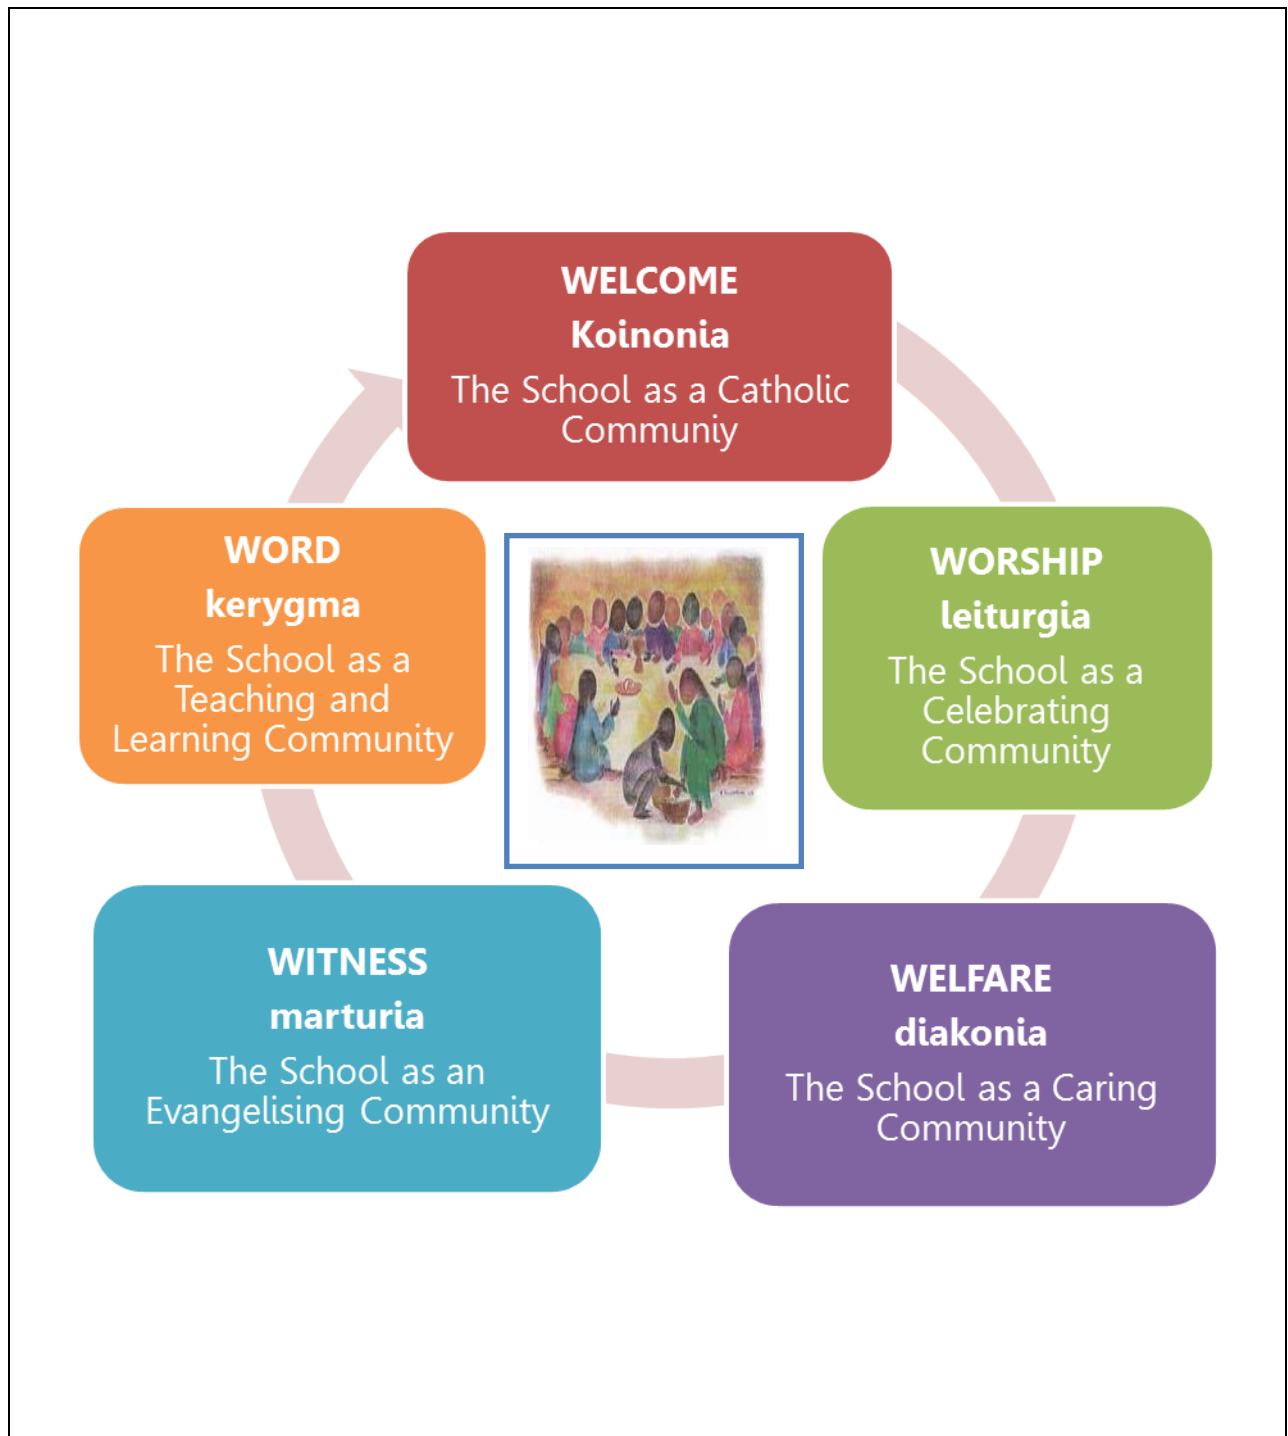 WELCOME
Koinonia
The School as a Catholic
Communiy
WORSHIP
leiturgia
The School as a
Celebrating
Community
WELFARE
diakonia
The School as a Caring
Community
WITNESS
marturia
The School as an
Evangelising Community
WORD
kerygma
The School as a
Teaching and
Learning Community